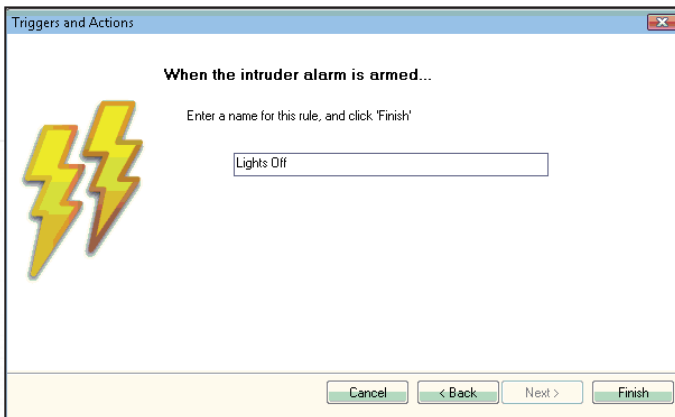 Triggers and Actions
When the intruder alarm is armed...
Enter a name for this rule, and click 'Finish'
Lights Off
Cancel
< Back
Next >
Finish